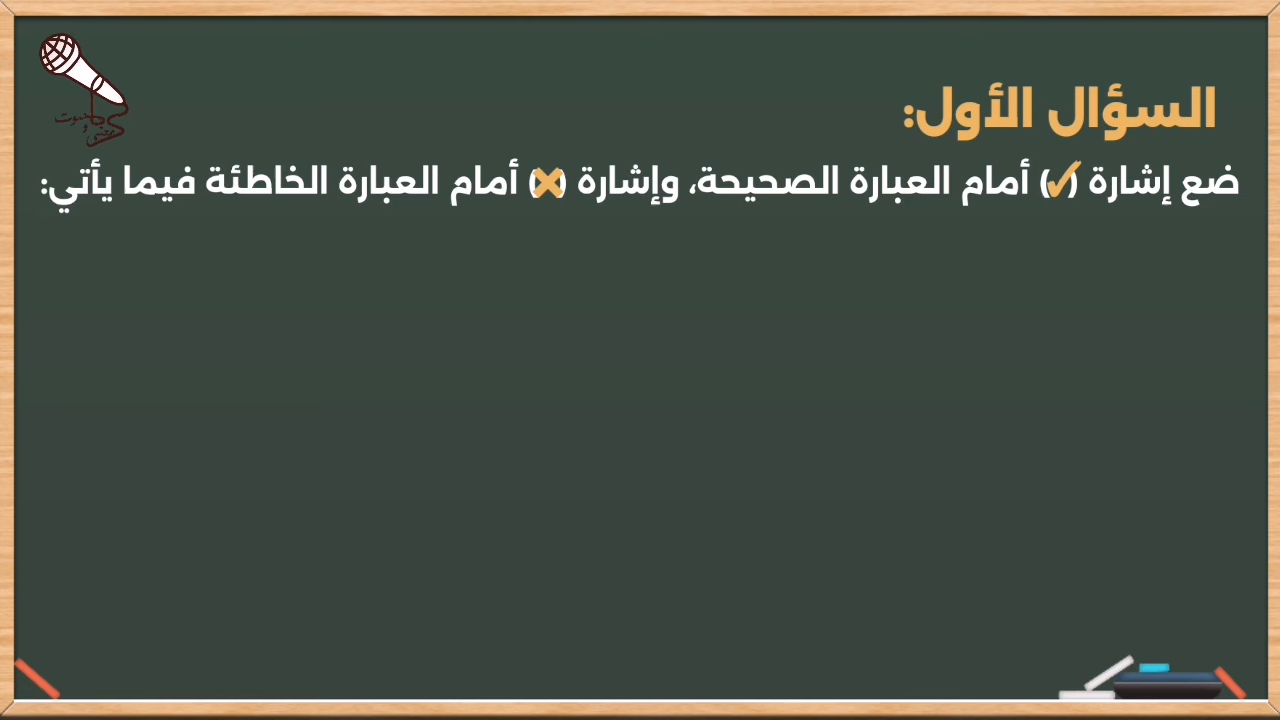 السؤال الأول:
ضع إشارة (✓) أمام العبارة الصحيحة، وإشارة (✖) أمام العبارة الخاطئة فيما يأتي: